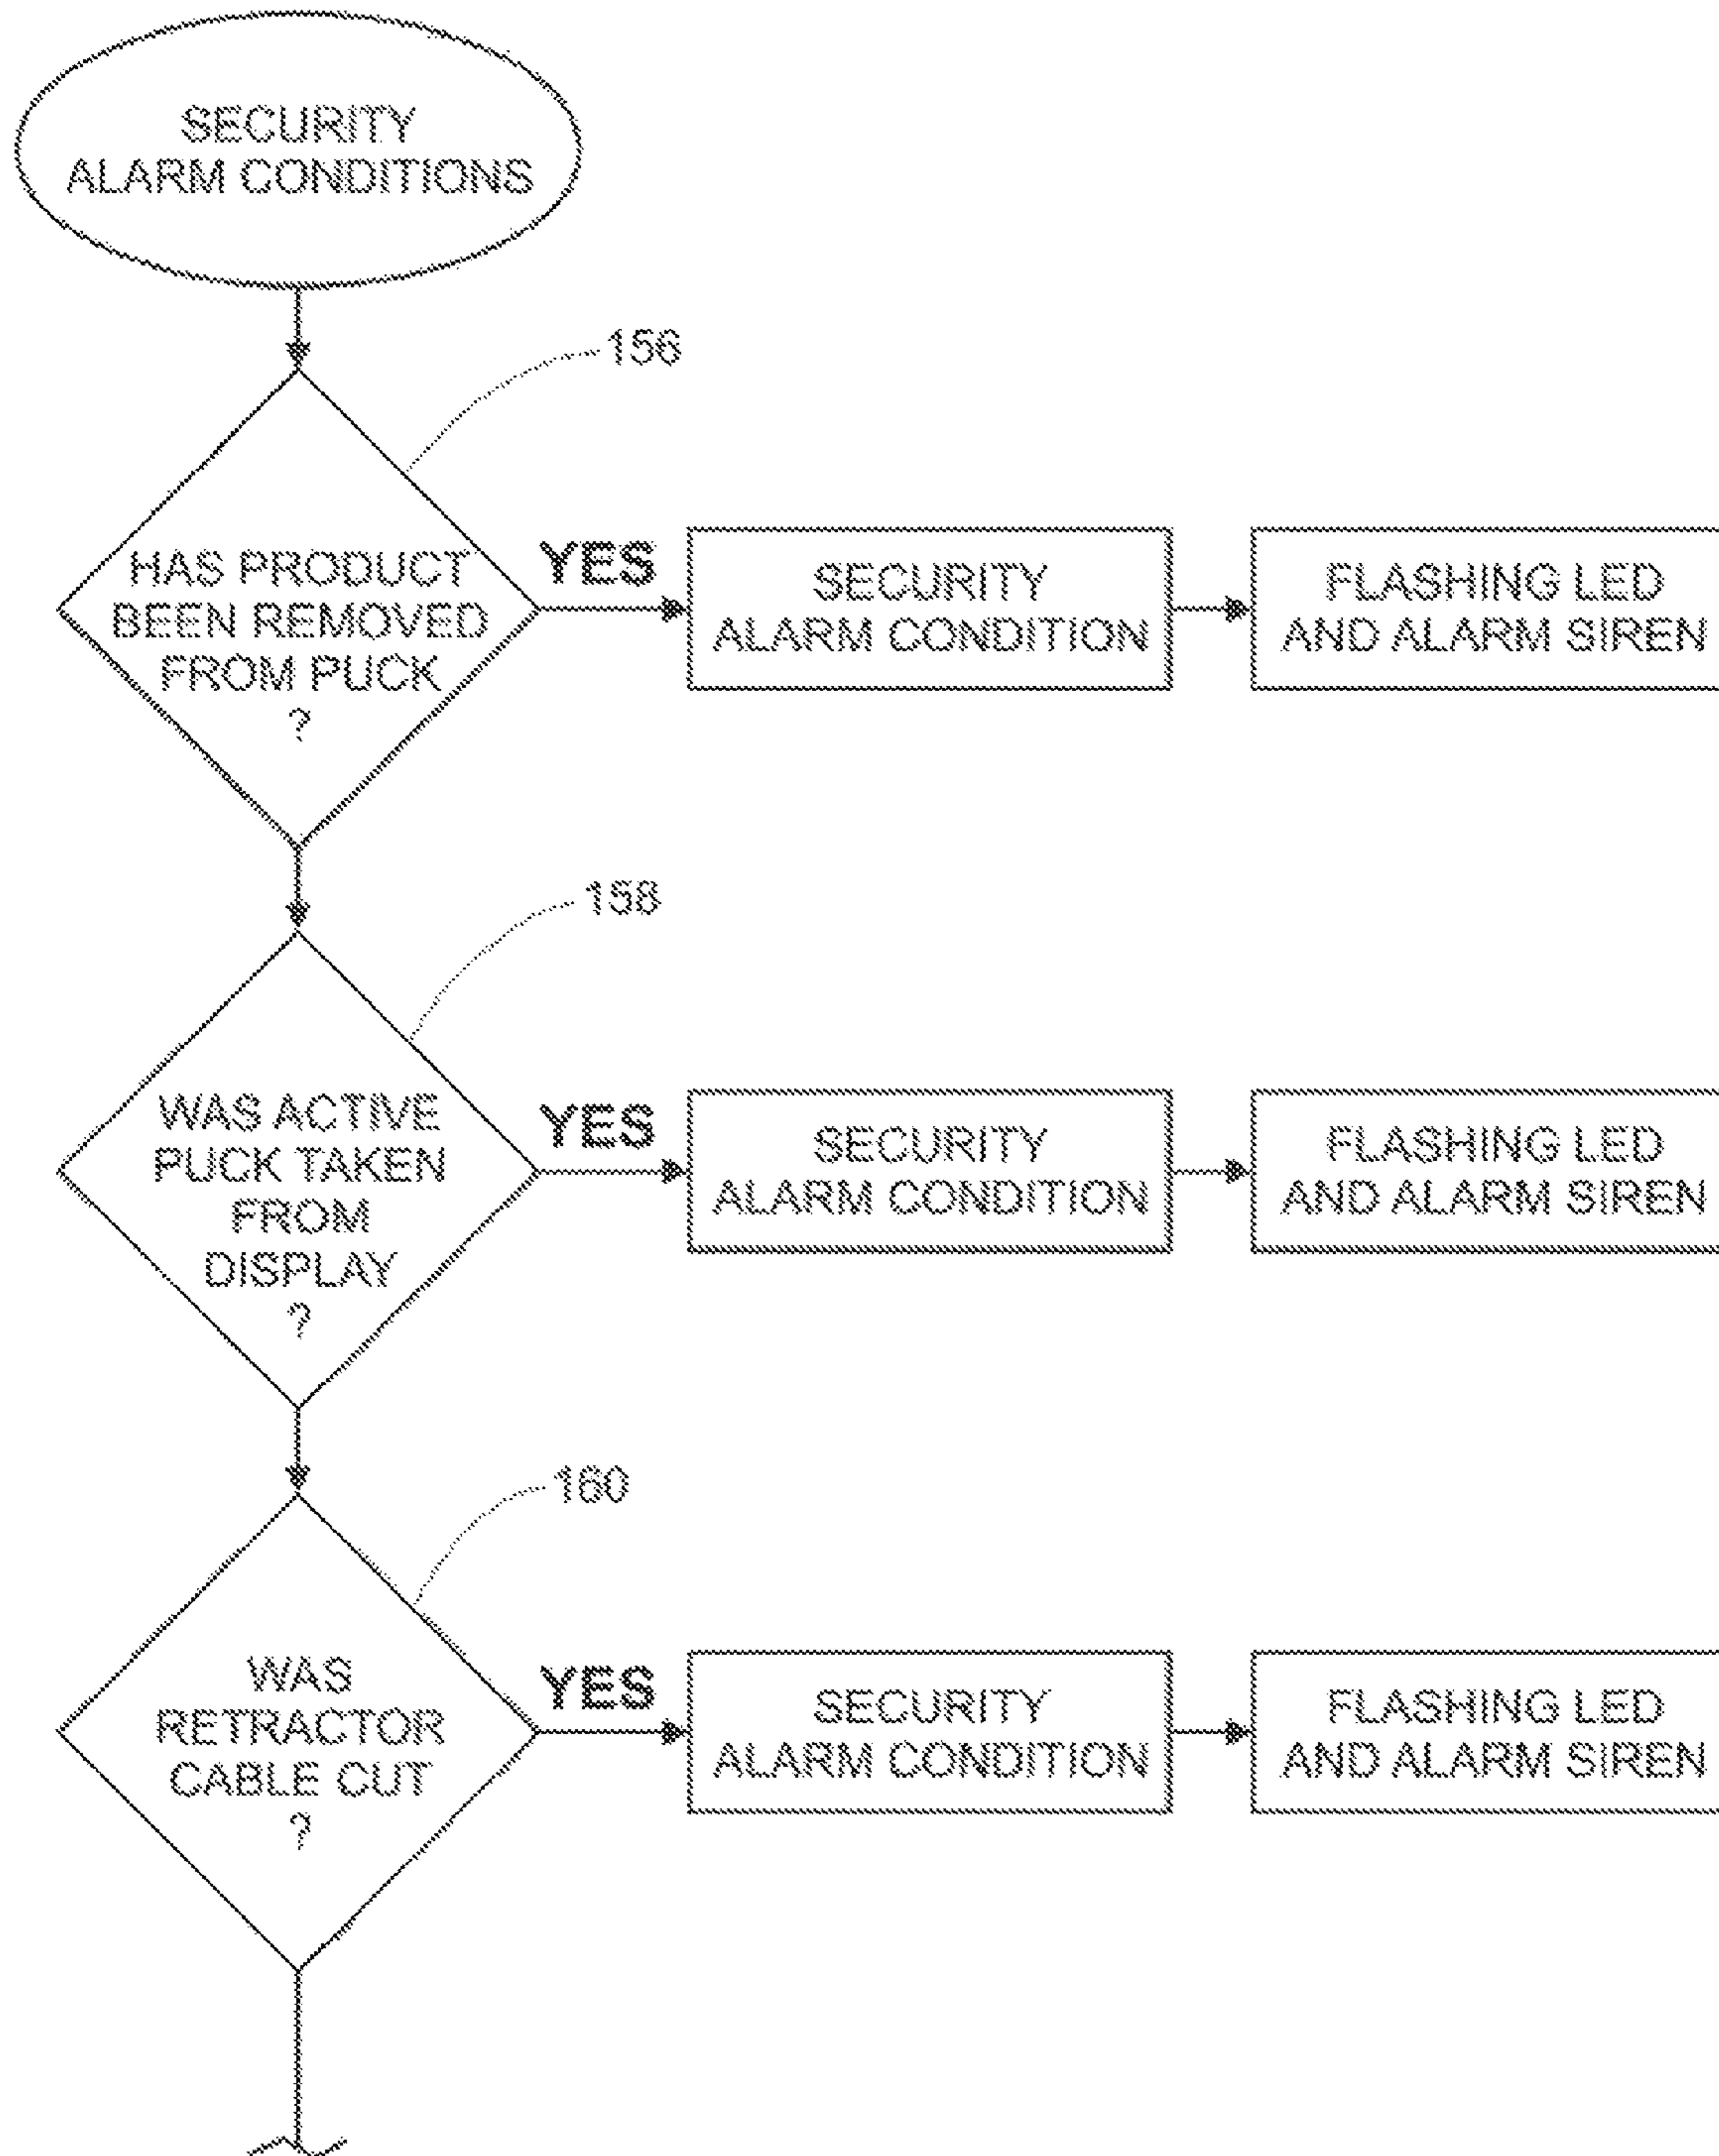 SECURITY
ALARM CONDITIONS
156
HAS PRODUCT
BEEN REMOVED
FROM PUCK
?
YES
SECURITY
ALARM CONDITION
FLASHING LED
AND ALARM SIREN
158
WAS ACTIVE
PUCK TAKEN
FROM
DISPLAY
?
YES
SECURITY
ALARM CONDITION
FLASHING LED
AND ALARM SIREN
160
WAS
RETRACTOR
CABLE CUT
?
YES
SECURITY
ALARM CONDITION
FLASHING LED
AND ALARM SIREN